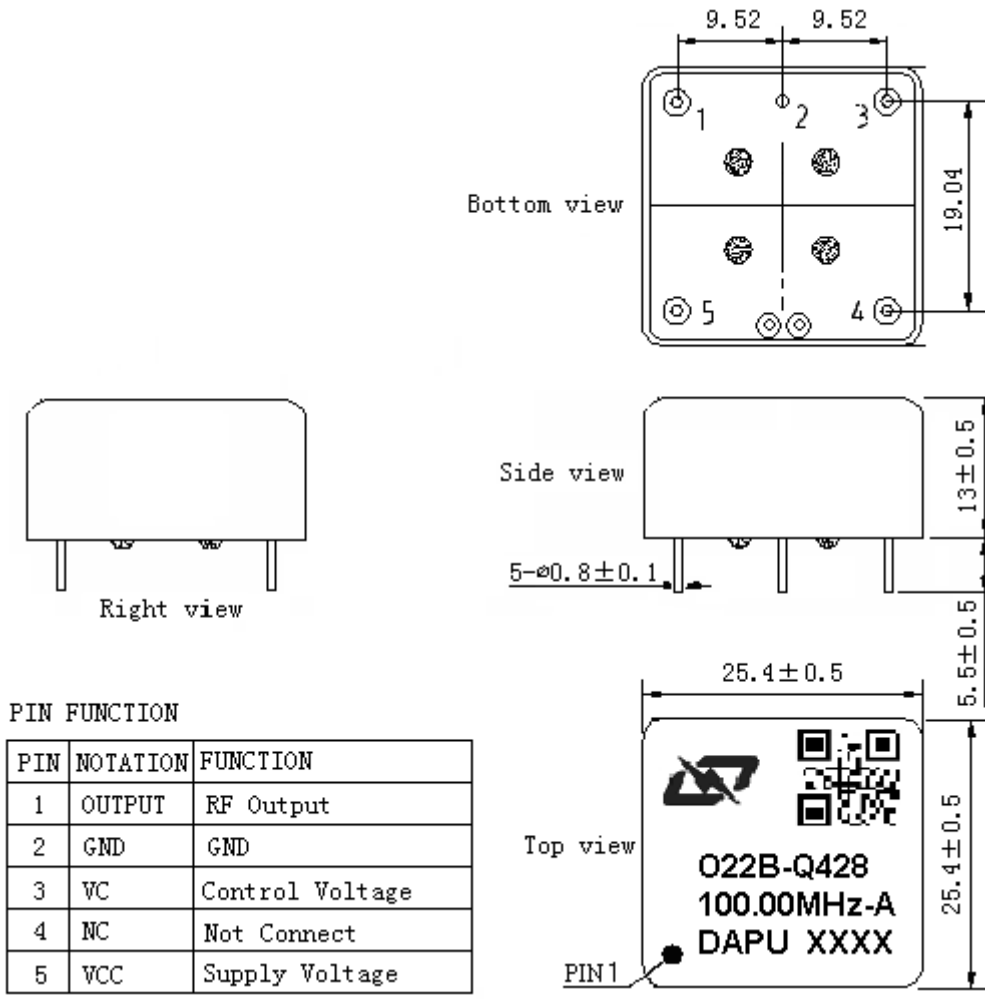 9.52 9.52
1 2 3
19.04
Bottom view
5 4
13±0.5
Side view
5-⌀0.8±0.1
Right view
5.5±0.5
25.4±0.5
PIN FUNCTION
PIN NOTATION FUNCTION
1 OUTPUT RF Output
2 GND GND
3 VC Control Voltage
4 NC Not Connect
5 VCC Supply Voltage
Top view
O22B-Q428
100.00MHz-A
DAPU XXXX
25.4±0.5
PIN1